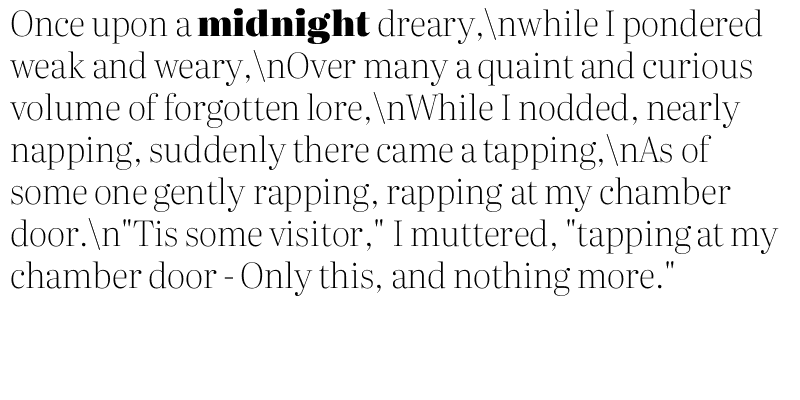 Once upon a midnight dreary,\nwhile I pondered
weak and weary,\nOver many a quaint and curious
volume of forgotten lore,\nWhile I nodded, nearly
napping, suddenly there came a tapping,\nAs of
some one gently rapping, rapping at my chamber
door.\n"Tis some visitor," I muttered, "tapping at my
chamber door - Only this, and nothing more."